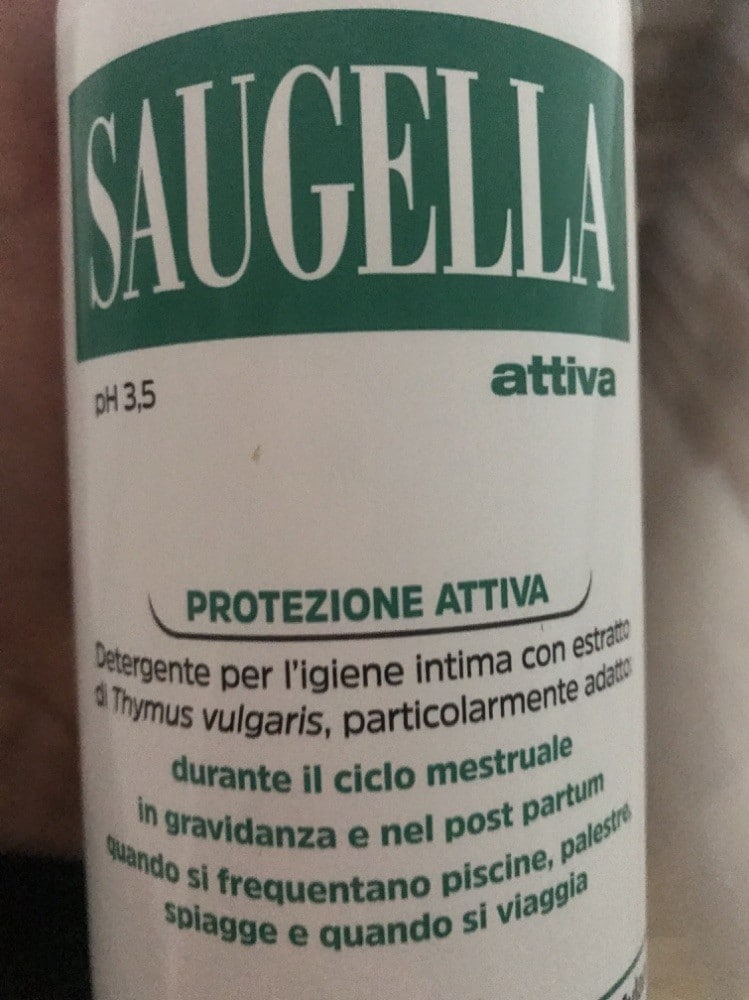 SAUGELLA
attiva
pH 3,5
PROTEZIONE ATTIVA
Detergente per l'igiene intima con estratto
di Thymus vulgaris, particolarmente adatto:
durante il ciclo mestruale
in gravidanza e nel post partum
quando si frequentano piscine, palestre,
spiagge e quando si viaggia